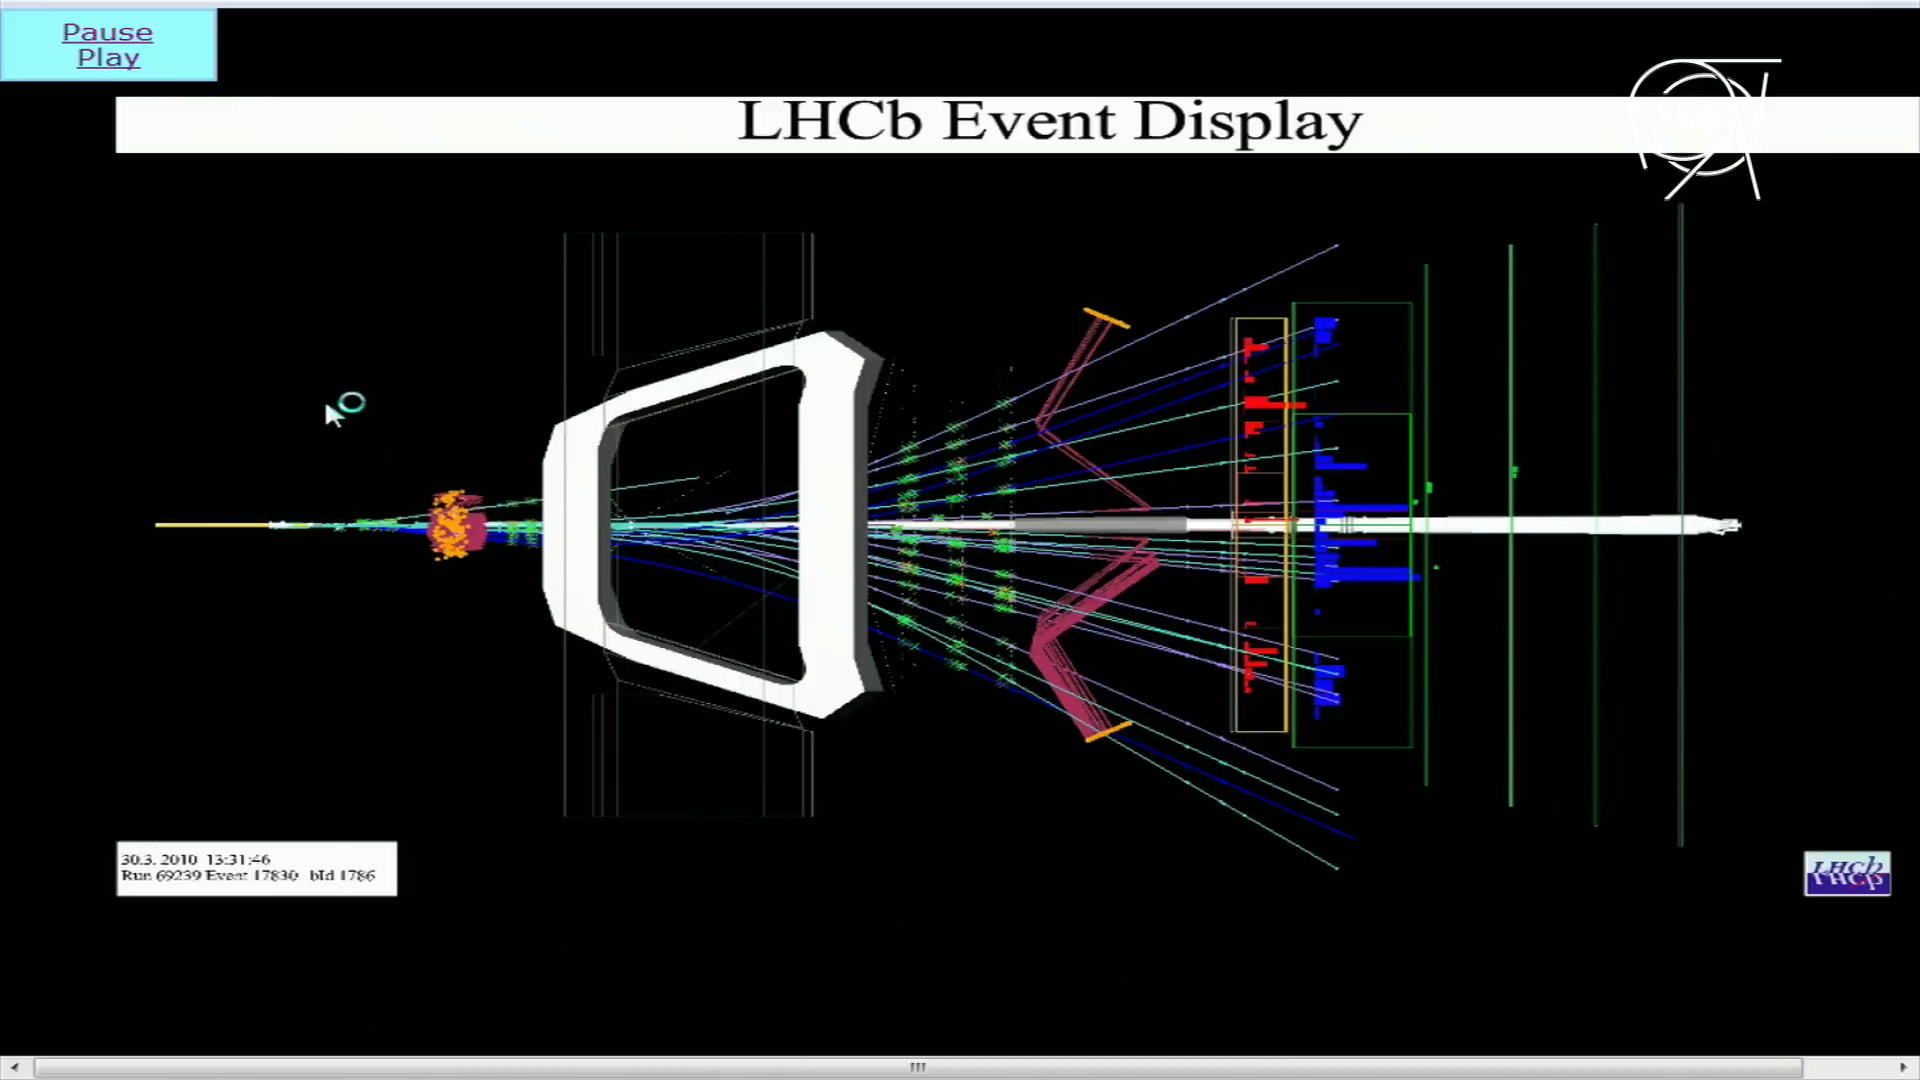 Pause
Play
LHCb Event Display
30.3. 2010 13:31:46
Run 69239 Event 17830 bId 1786
LHCb